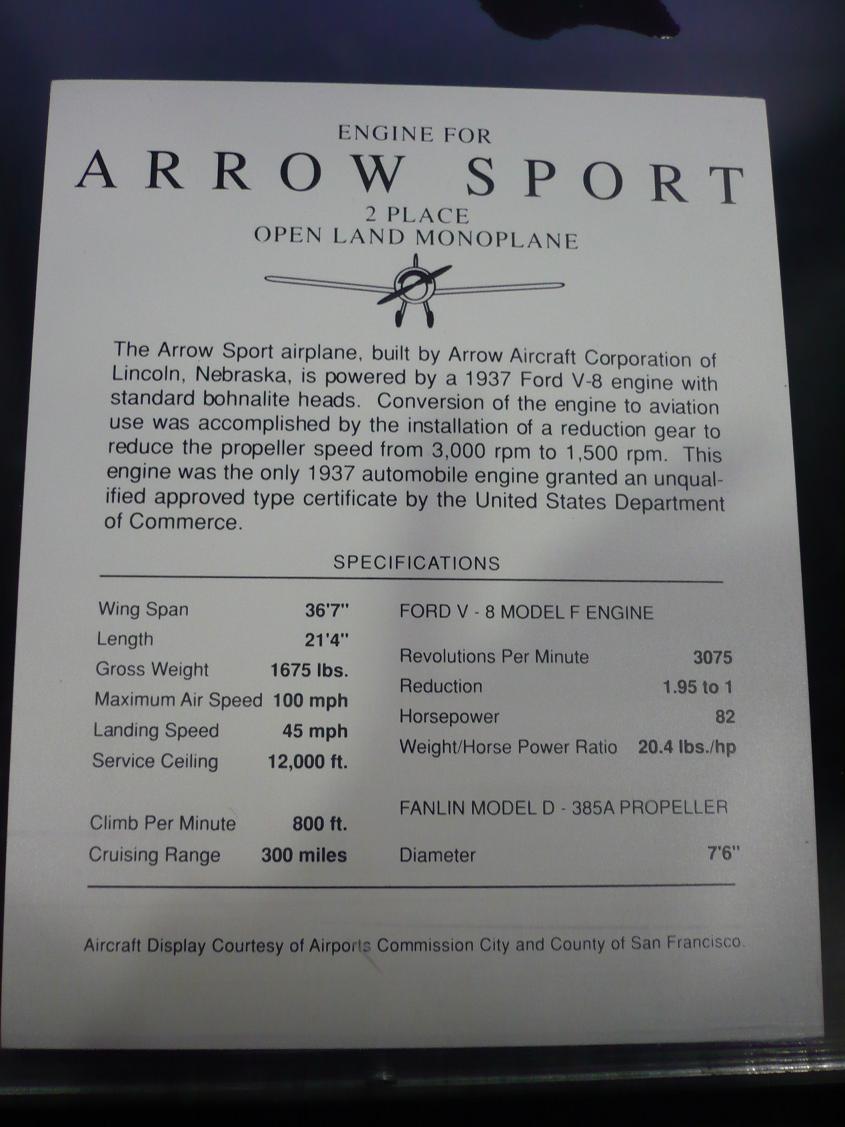 ENGINE FOR
ARROW SPORT
2 PLACE
OPEN LAND MONOPLANE
The Arrow Sport airplane, built by Arrow Aircraft Corporation of
Lincoln, Nebraska, is powered by a 1937 Ford V-8 engine with
standard bohnalite heads. Conversion of the engine to aviation
use was accomplished by the installation of a reduction gear to
reduce the propeller speed from 3,000 rpm to 1,500 rpm. This
engine was the only 1937 automobile engine granted an unqual-
ified approved type certificate by the United States Department
of Commerce.
SPECIFICATIONS
Wing Span 36'7"
Length 21'4"
Gross Weight 1675 lbs.
Maximum Air Speed 100 mph
Landing Speed 45 mph
Service Ceiling 12,000 ft.
Climb Per Minute 800 ft.
Cruising Range 300 miles
FORD V - 8 MODEL F ENGINE
Revolutions Per Minute 3075
Reduction 1.95 to 1
Horsepower 82
Weight/Horse Power Ratio 20.4 lbs./hp
FANLIN MODEL D - 385A PROPELLER
Diameter 7'6"
Aircraft Display Courtesy of Airports Commission City and County of San Francisco.